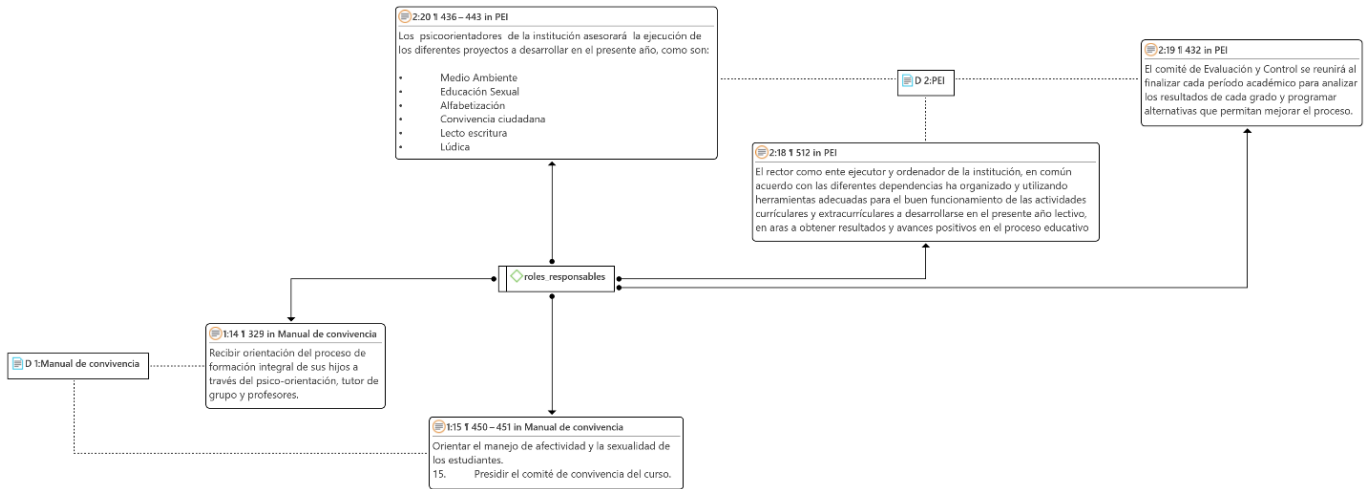 2:20 ¶ 436 – 443 in PEI
Los psicoorientadores de la institución asesorará la ejecución de
los diferentes proyectos a desarrollar en el presente año, como son:
• Medio Ambiente
• Educación Sexual
• Alfabetización
• Convivencia ciudadana
• Lecto escritura
• Lúdica
D 2:PEI
2:19 ¶ 432 in PEI
El comité de Evaluación y Control se reunirá al
finalizar cada período académico para analizar
los resultados de cada grado y programar
alternativas que permitan mejorar el proceso.
2:18 ¶ 512 in PEI
El rector como ente ejecutor y ordenador de la institución, en común
acuerdo con las diferentes dependencias ha organizado y utilizando
herramientas adecuadas para el buen funcionamiento de las actividades
currículares y extracurrículares a desarrollarse en el presente año lectivo,
en aras a obtener resultados y avances positivos en el proceso educativo
roles_responsables
1:14 ¶ 329 in Manual de convivencia
Recibir orientación del proceso de
formación integral de sus hijos a
través del psico-orientación, tutor de
grupo y profesores.
D 1:Manual de convivencia
1:15 ¶ 450 – 451 in Manual de convivencia
Orientar el manejo de afectividad y la sexualidad de
los estudiantes.
15. Presidir el comité de convivencia del curso.